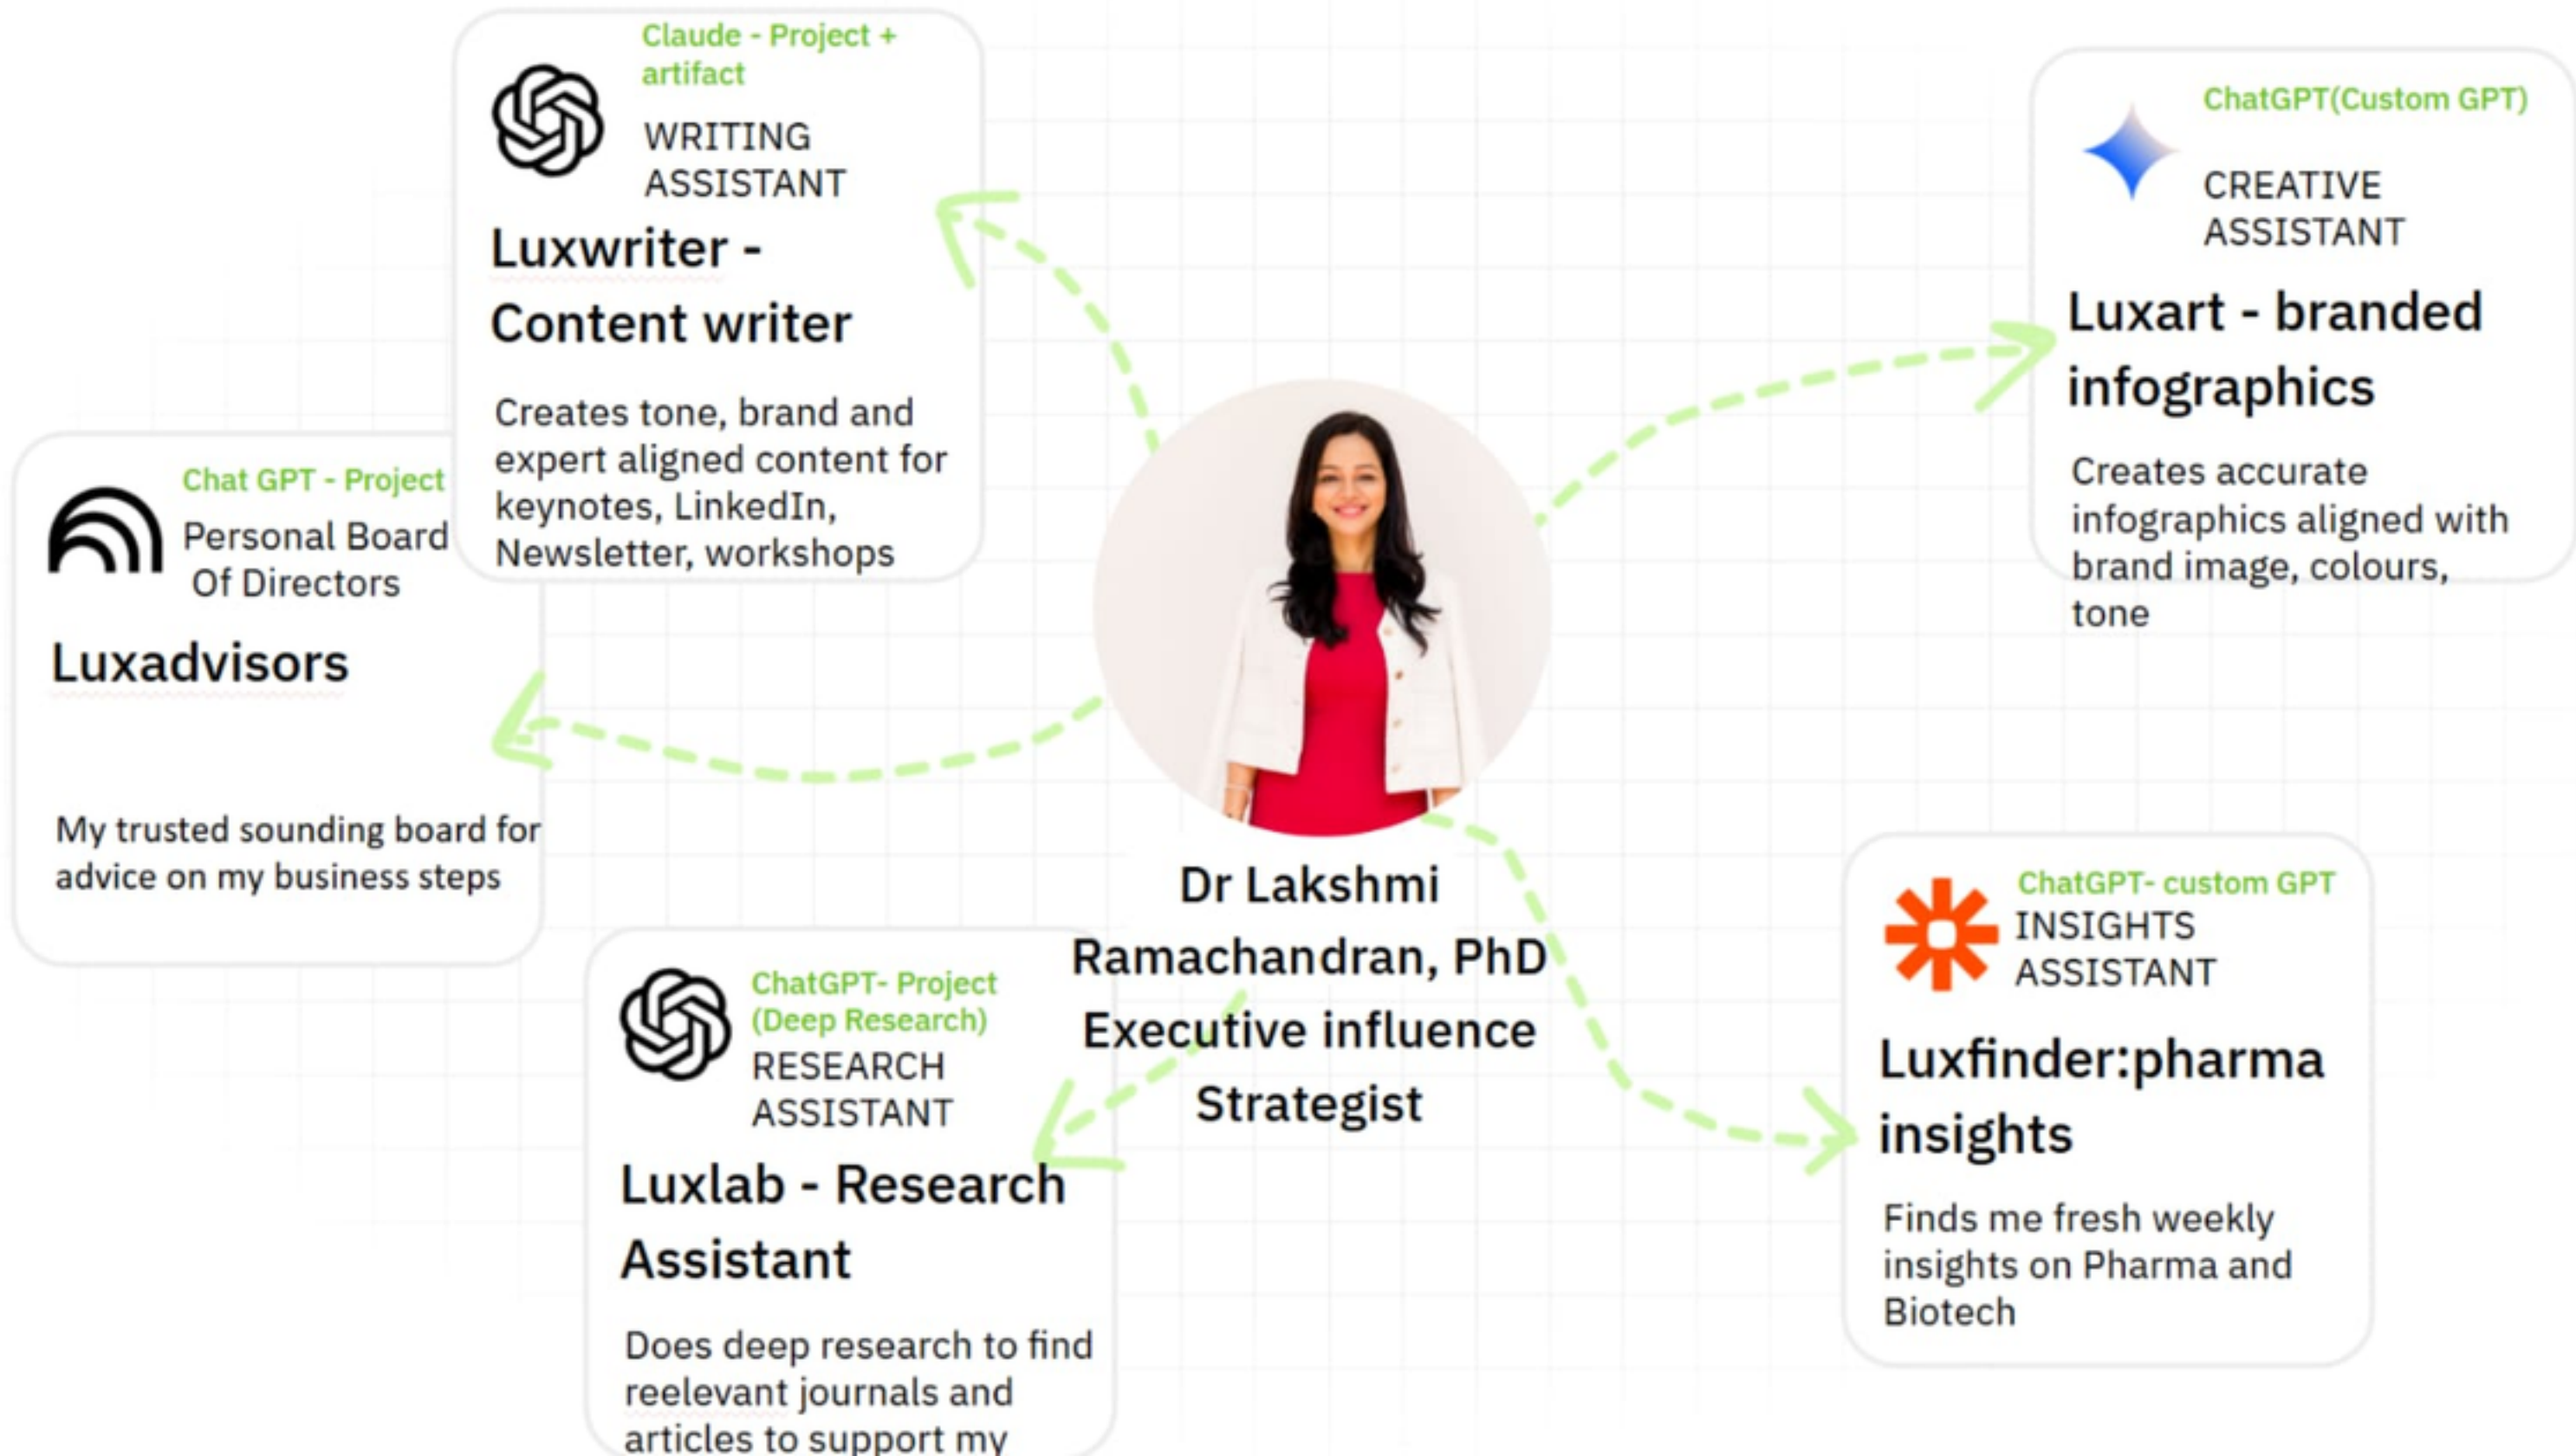 Claude - Project +
artifact
WRITING
ASSISTANT
Luxwriter -
Content writer
Creates tone, brand and
expert aligned content for
keynotes, LinkedIn,
Newsletter, workshops
ChatGPT(Custom GPT)
CREATIVE
ASSISTANT
Luxart - branded
infographics
Creates accurate
infographics aligned with
brand image, colours,
tone
Chat GPT - Project
Personal Board
Of Directors
Luxadvisors
My trusted sounding board for
advice on my business steps
Dr Lakshmi
Ramachandran, PhD
Executive influence
Strategist
ChatGPT- Project
(Deep Research)
RESEARCH
ASSISTANT
Luxlab - Research
Assistant
Does deep research to find
reelevant journals and
articles to support my
ChatGPT- custom GPT
INSIGHTS
ASSISTANT
Luxfinder:pharma
insights
Finds me fresh weekly
insights on Pharma and
Biotech